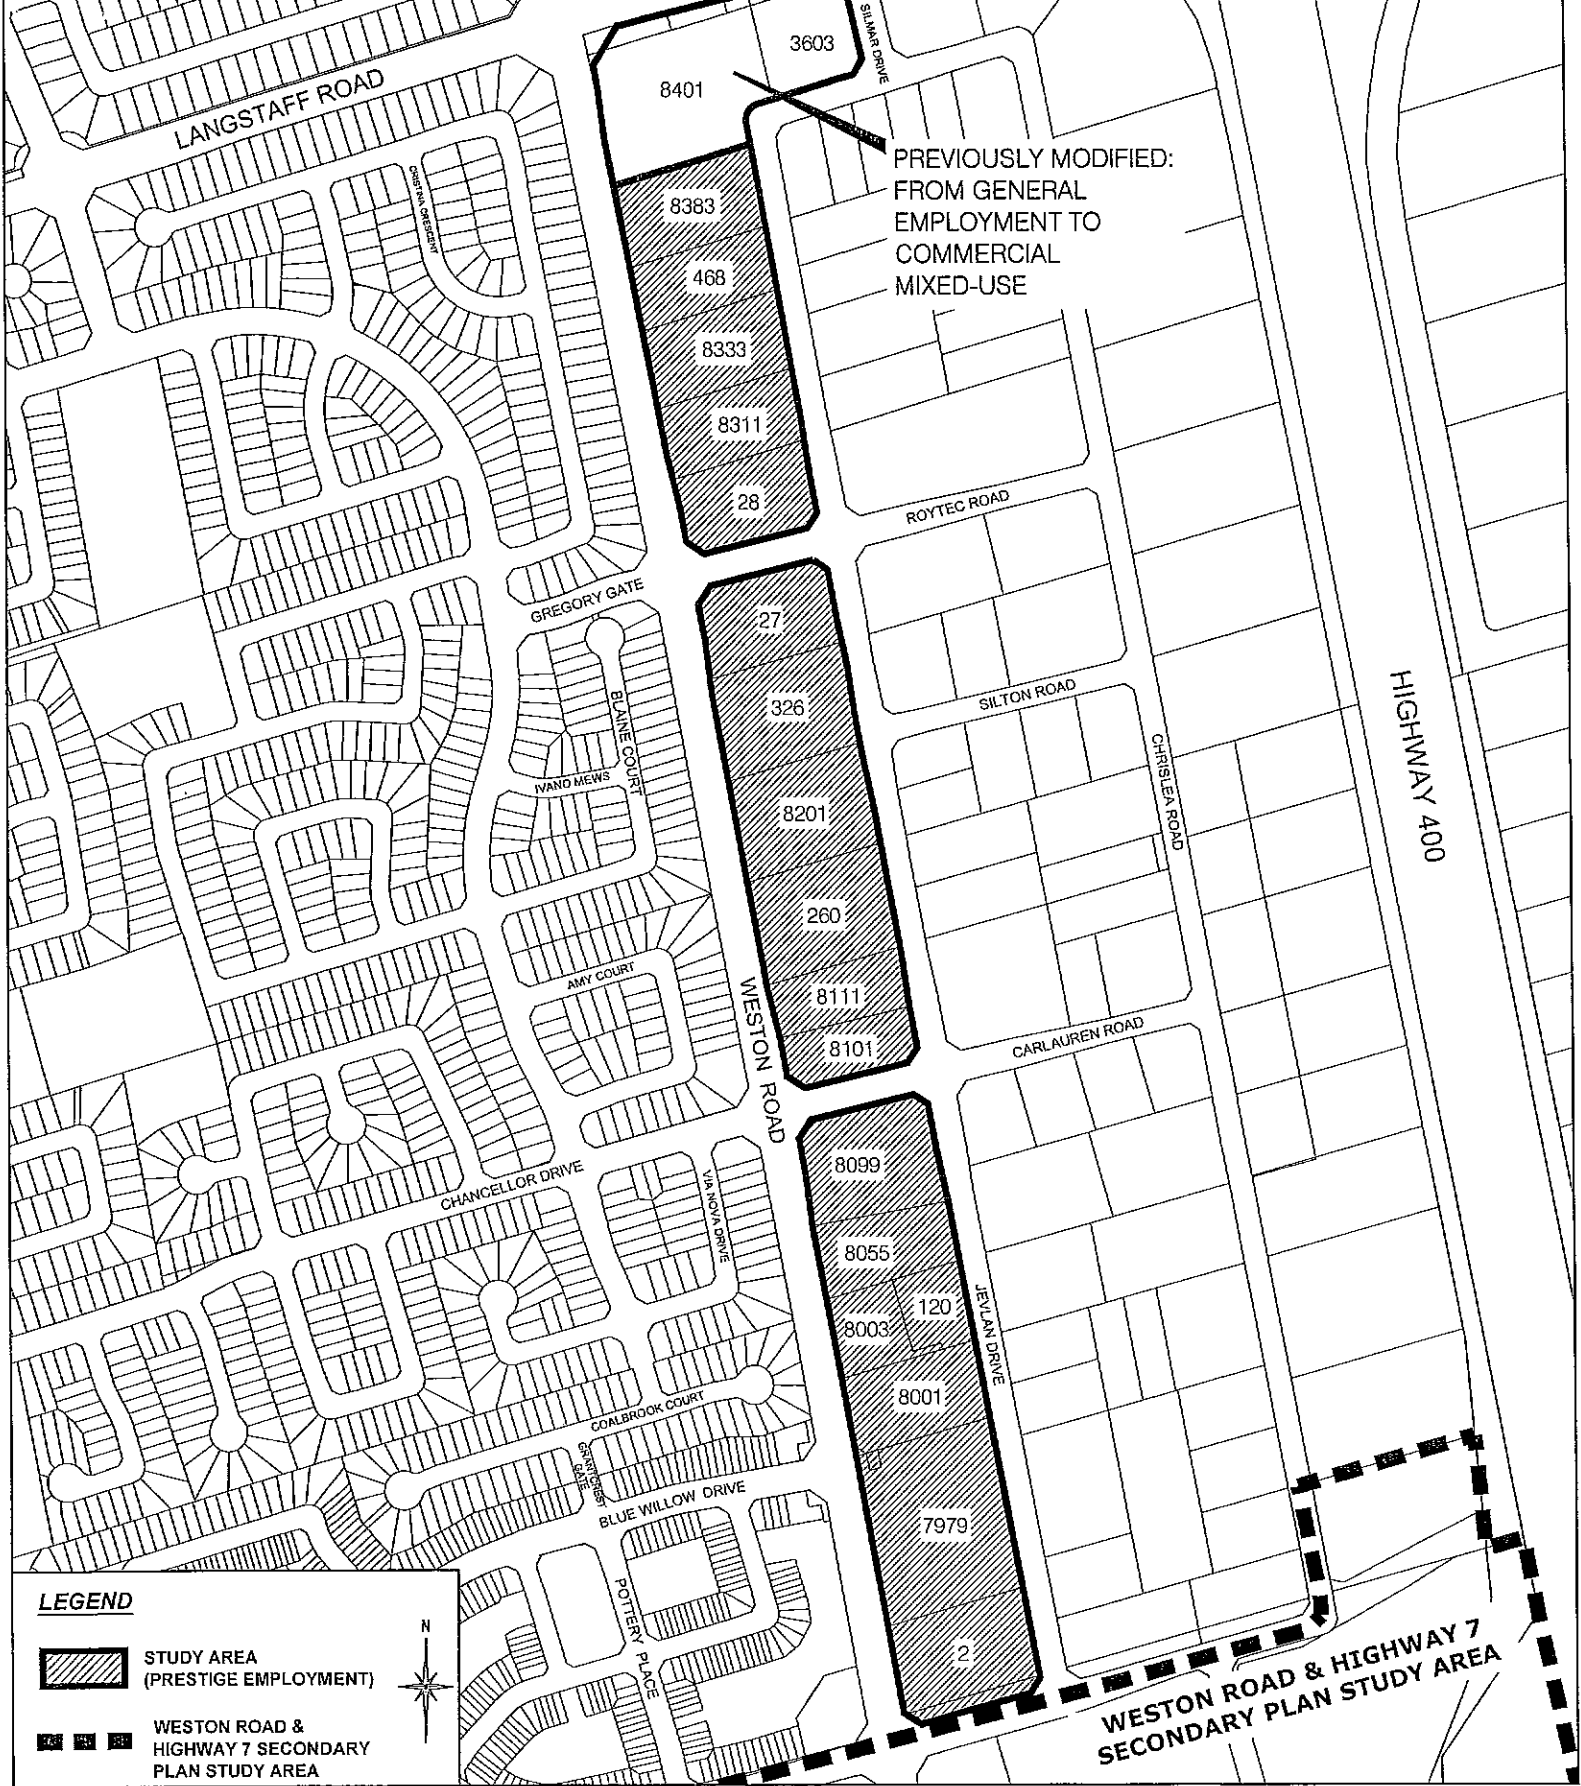 SILMAR DRIVE
3603
8401
LANGSTAFF ROAD
PREVIOUSLY MODIFIED:
FROM GENERAL
EMPLOYMENT TO
COMMERCIAL
MIXED-USE
CRISTINA CRESCENT
8383
468
8333
8311
28
ROYTEC ROAD
GREGORY GATE
27
BLAINE COURT
326
SILTON ROAD
HIGHWAY 400
CHRISLEA ROAD
IVANO MEWS
8201
260
AMY COURT
WESTON ROAD
8111
8101
CARLAUREN ROAD
8099
CHANCELLOR DRIVE
VIA NOVA DRIVE
8055
120
8003
JEVLAN DRIVE
8001
COALBROOK COURT
GRANTCREST
GATE
BLUE WILLOW DRIVE
7979
POTTERY PLACE
2
WESTON ROAD & HIGHWAY 7
SECONDARY PLAN STUDY AREA
LEGEND
N
STUDY AREA
(PRESTIGE EMPLOYMENT)
WESTON ROAD &
HIGHWAY 7 SECONDARY
PLAN STUDY AREA